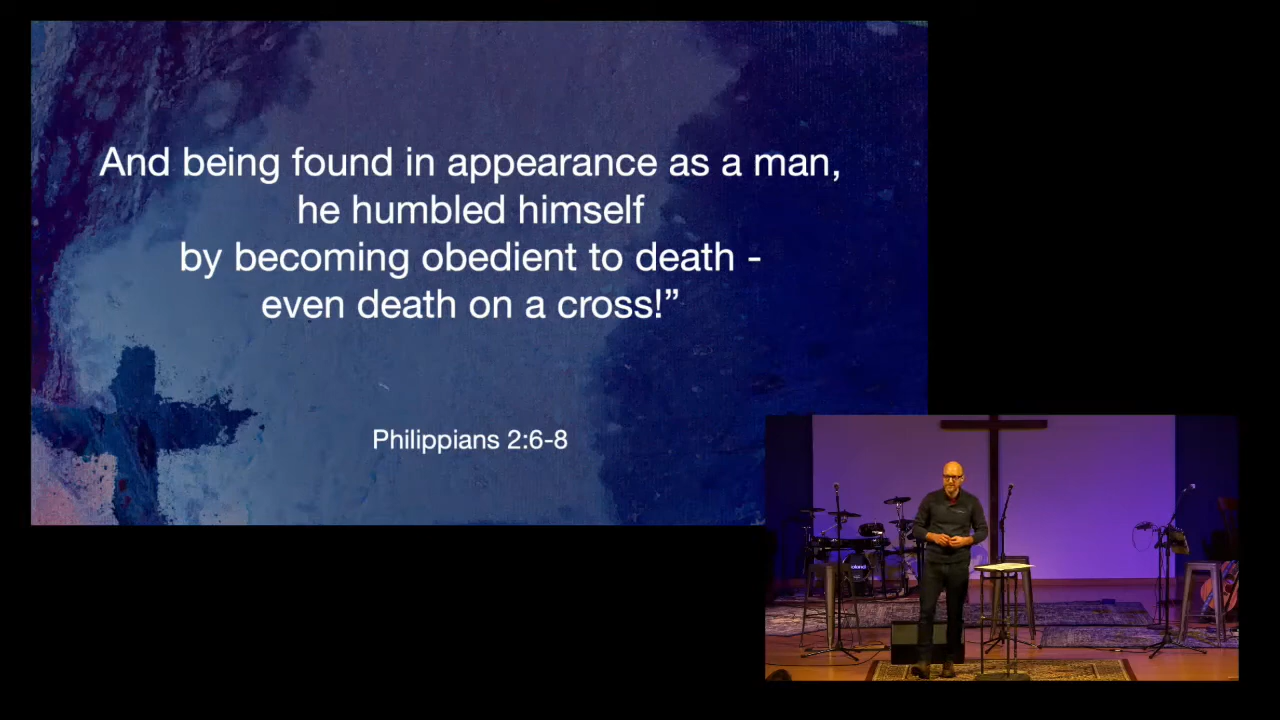 And being found in appearance as a man,
he humbled himself
by becoming obedient to death -
even death on a cross!”
Philippians 2:6-8
Roland